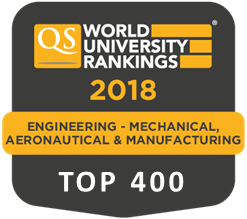 QS WORLD
UNIVERSITY
RANKINGS ®
2018
ENGINEERING - MECHANICAL,
AERONAUTICAL & MANUFACTURING
TOP 400